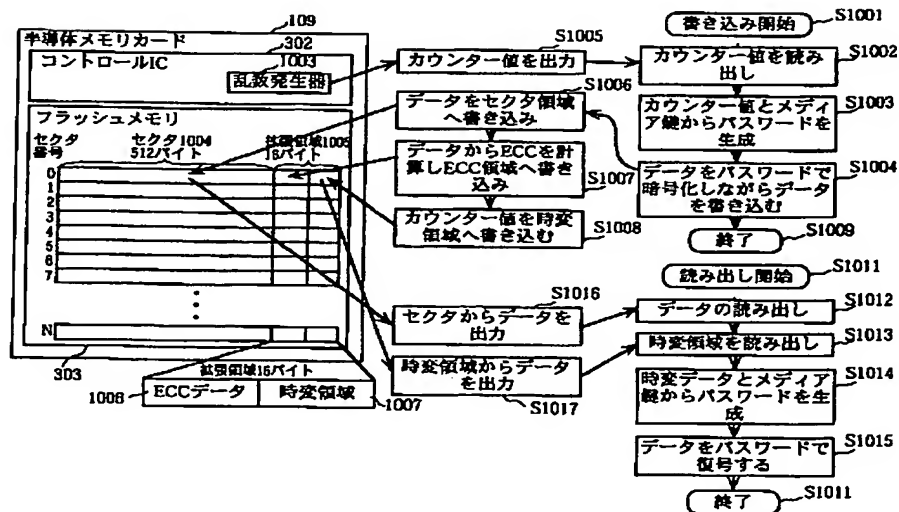 109
半導体メモリカード
302
コントロールIC
1003
乱数発生器
フラッシュメモリ
セクタ
番号
セクタ1004
512バイト
拡張領域1005
16バイト
0
1
2
3
4
5
6
7
N
303
拡張領域16バイト
1006
ECCデータ
時変領域
1007
S1005
カウンター値を出力
S1006
データをセクタ領域
へ書き込み
データからECCを計
算しECC領域へ書き
込み
S1007
カウンター値を時変
領域へ書き込む
S1008
S1016
セクタからデータを
出力
時変領域からデータ
を出力
S1017
書き込み開始
S1001
カウンター値を読み
出し
S1002
カウンター値とメディ
ア鍵からパスワードを
生成
S1003
データをパスワードで
暗号化しながらデータ
を書き込む
S1004
終了
S1009
読み出し開始
S1011
データの読み出し
S1012
時変領域を読み出し
S1013
時変データとメディア
鍵からパスワードを生
成
S1014
データをパスワードで
復号する
S1015
終了
S1011